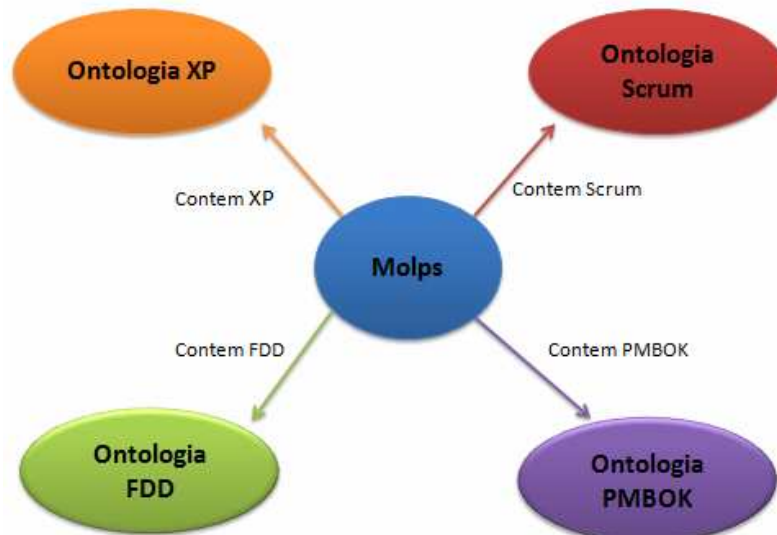 Ontologia XP
Ontologia
Scrum
Contem XP
Contem Scrum
Molps
Contem FDD
Contem PMBOK
Ontologia
FDD
Ontologia
PMBOK